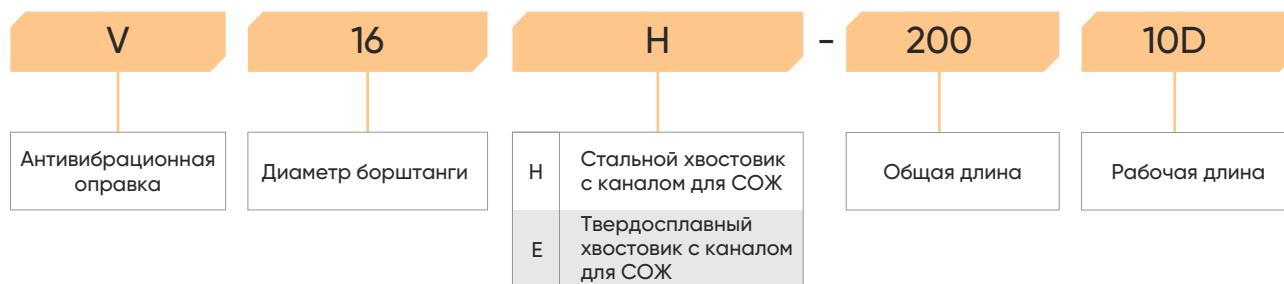 V 16 H - 200 10D
Антивибрационная
оправка
Диаметр борштанги
H
Стальной хвостовик
с каналом для СОЖ
E
Твердосплавный
хвостовик с каналом
для СОЖ
Общая длина
Рабочая длина